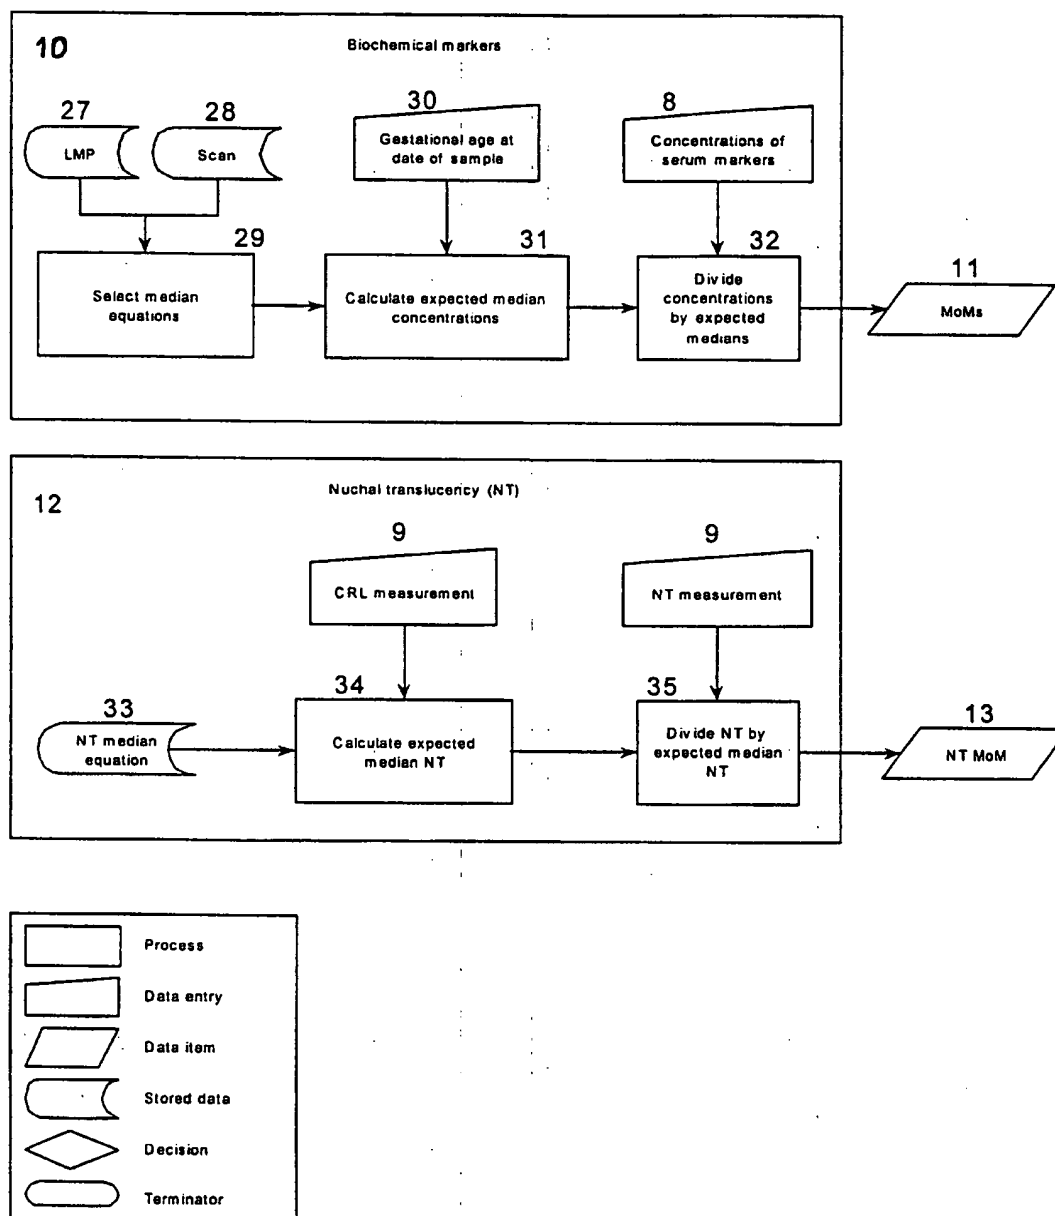 10
Biochemical markers
27
28
30
8
LMP
Scan
Gestational age at
date of sample
Concentrations of
serum markers
29
31
32
11
Select median
equations
Calculate expected median
concentrations
Divide
concentrations
by expected
medians
MoMs
12
Nuchal translucency (NT)
9
9
CRL measurement
NT measurement
33
34
35
13
NT median
equation
Calculate expected
median NT
Divide NT by
expected median
NT
NT MoM
Process
Data entry
Data item
Stored data
Decision
Terminator